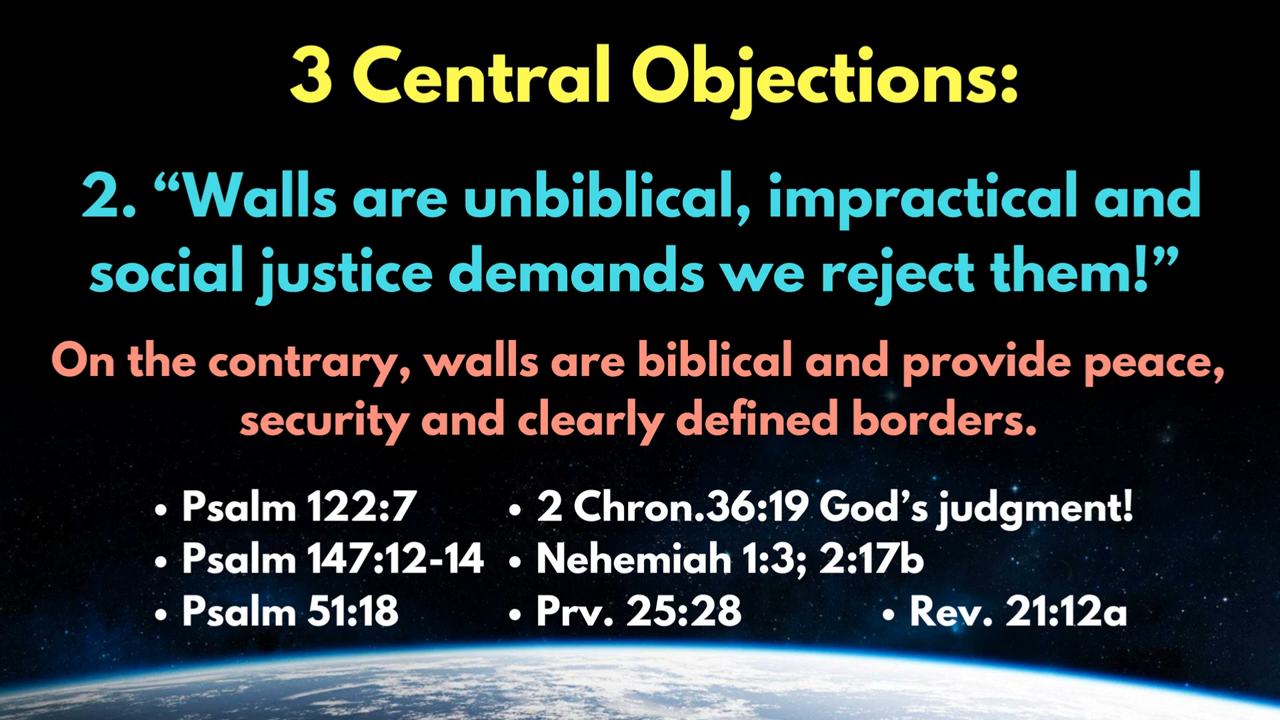 3 Central Objections:
2. “Walls are unbiblical, impractical and
social justice demands we reject them!”
On the contrary, walls are biblical and provide peace,
security and clearly defined borders.
• Psalm 122:7
• Psalm 147:12-14
• Psalm 51:18
• 2 Chron.36:19 God’s judgment!
• Nehemiah 1:3; 2:17b
• Prv. 25:28
• Rev. 21:12a